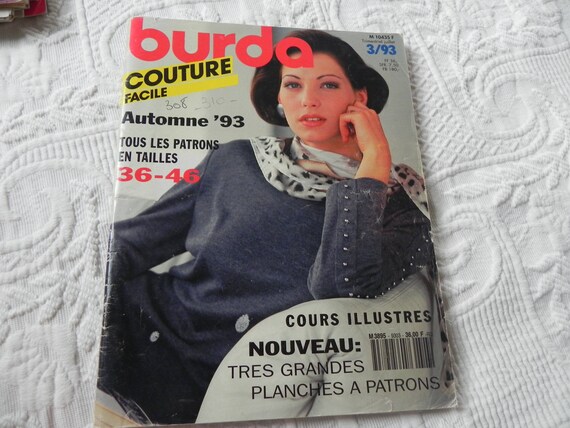 burda
COUTURE
FACILE
308 310-
Automne '93
TOUS LES PATRONS
EN TAILLES
36-46
M 10435 F
3/93
COURS ILLUSTRES
NOUVEAU:
TRES GRANDES
PLANCHES A PATRONS